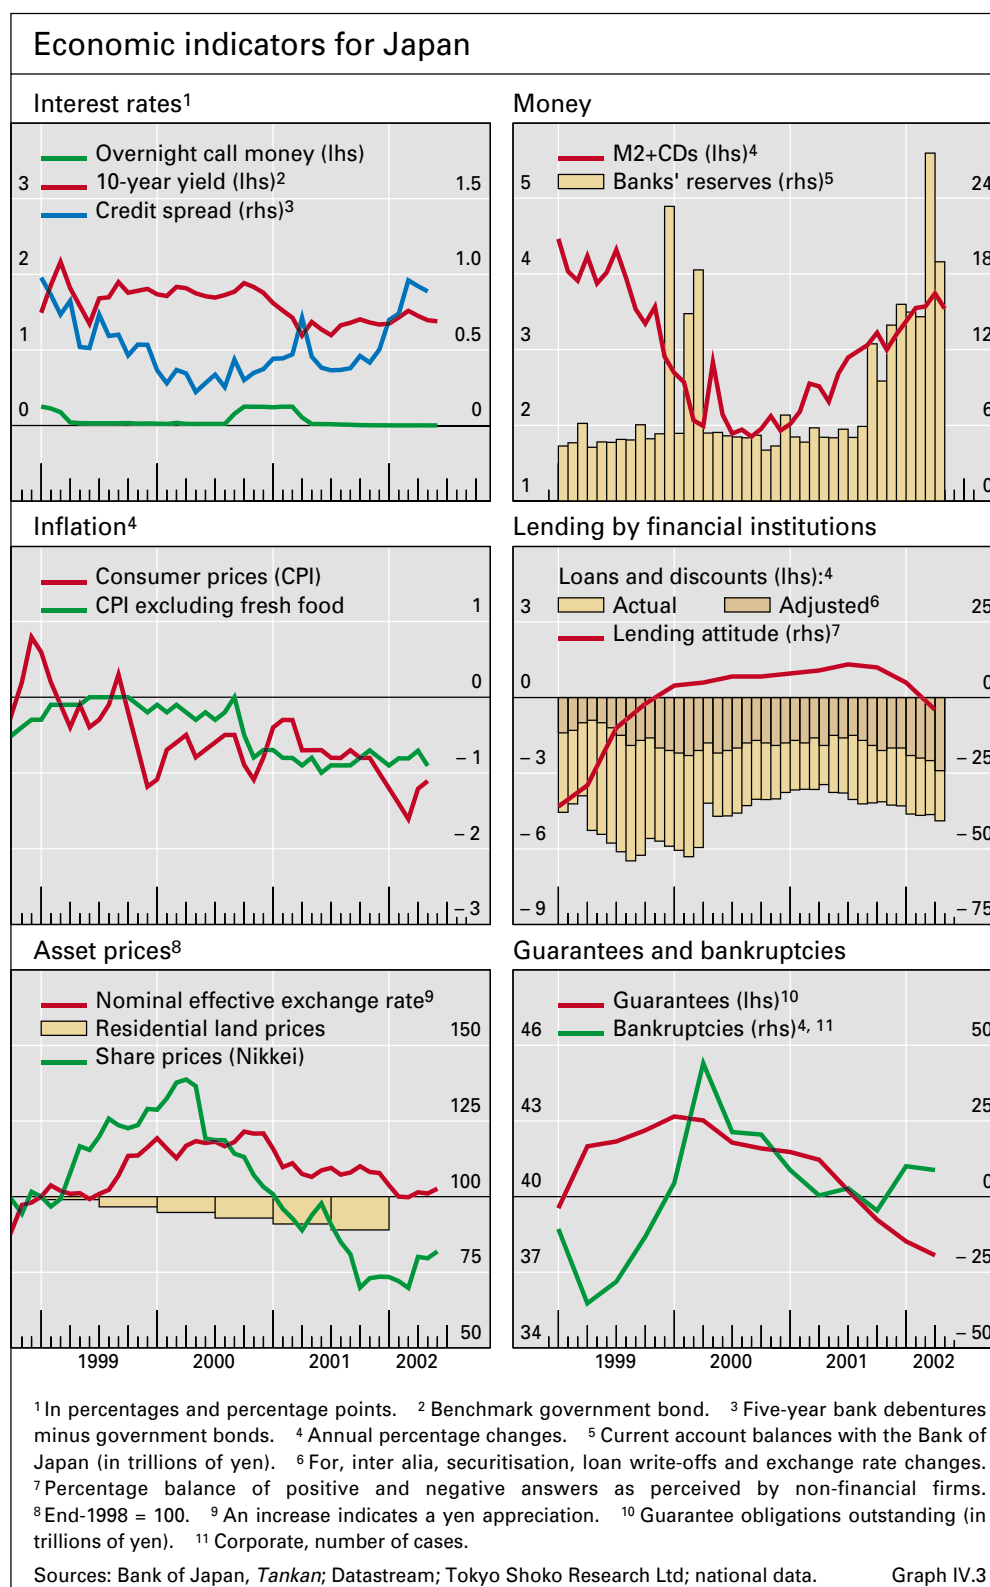 Economic indicators for Japan
Interest rates¹
Overnight call money (lhs)
10-year yield (lhs)²
Credit spread (rhs)³
3
2
1
0
1.5
1.0
0.5
0
Money
M2+CDs (lhs)⁴
Banks' reserves (rhs)⁵
5
4
3
2
1
24
18
12
6
0
Inflation⁴
Consumer prices (CPI)
CPI excluding fresh food
1
0
– 1
– 2
– 3
Lending by financial institutions
Loans and discounts (lhs):⁴
Actual Adjusted⁶
Lending attitude (rhs)⁷
3
0
– 3
– 6
– 9
25
0
– 25
– 50
– 75
Asset prices⁸
Nominal effective exchange rate⁹
Residential land prices
Share prices (Nikkei)
150
125
100
75
50
1999 2000 2001 2002
Guarantees and bankruptcies
Guarantees (lhs)¹⁰
Bankruptcies (rhs)⁴, ¹¹
46
43
40
37
34
50
25
0
– 25
– 50
1999 2000 2001 2002
¹ In percentages and percentage points. ² Benchmark government bond. ³ Five-year bank debentures
minus government bonds. ⁴ Annual percentage changes. ⁵ Current account balances with the Bank of
Japan (in trillions of yen). ⁶ For, inter alia, securitisation, loan write-offs and exchange rate changes.
⁷ Percentage balance of positive and negative answers as perceived by non-financial firms.
⁸ End-1998 = 100. ⁹ An increase indicates a yen appreciation. ¹⁰ Guarantee obligations outstanding (in
trillions of yen). ¹¹ Corporate, number of cases.
Sources: Bank of Japan, Tankan; Datastream; Tokyo Shoko Research Ltd; national data. Graph IV.3